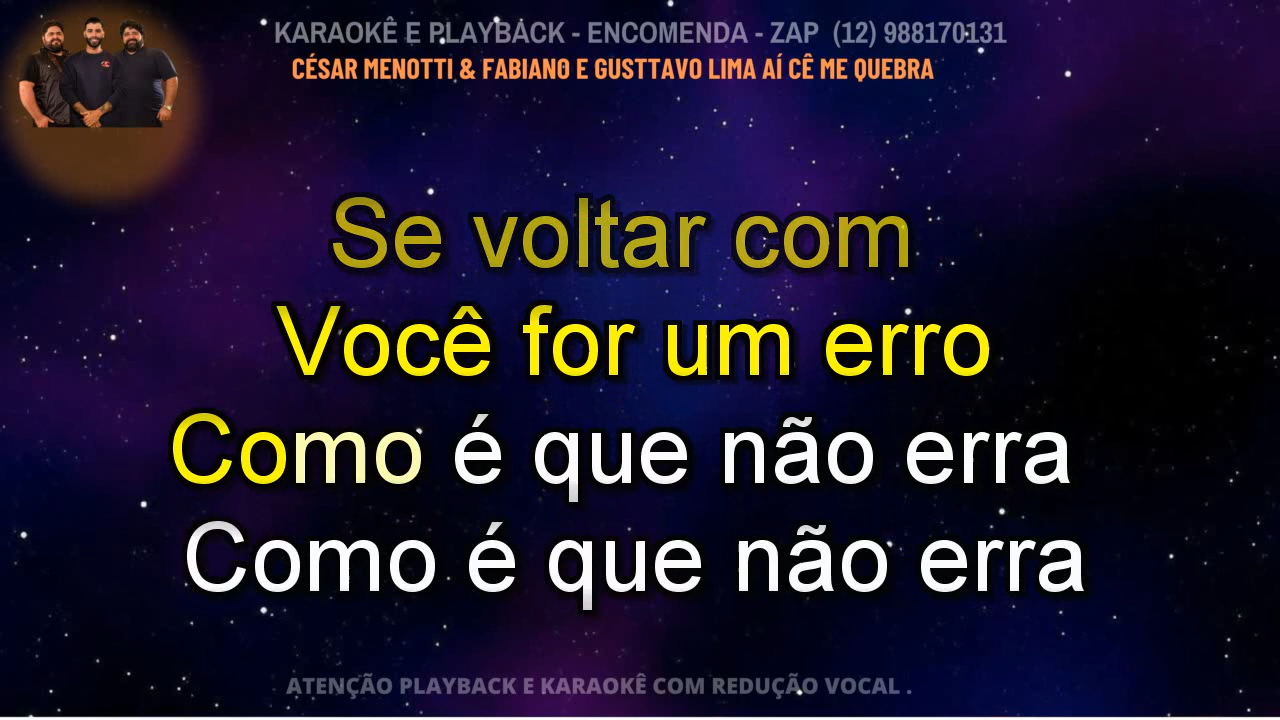 KARAOKÊ E PLAYBACK - ENCOMENDA - ZAP (12) 988170131
CÉSAR MENOTTI & FABIANO E GUSTTAVO LIMA AÍ CÊ ME QUEBRA
Se voltar com
Você for um erro
Como é que não erra
Como é que não erra
ATENÇÃO PLAYBACK E KARAOKÊ COM REDUÇÃO VOCAL .